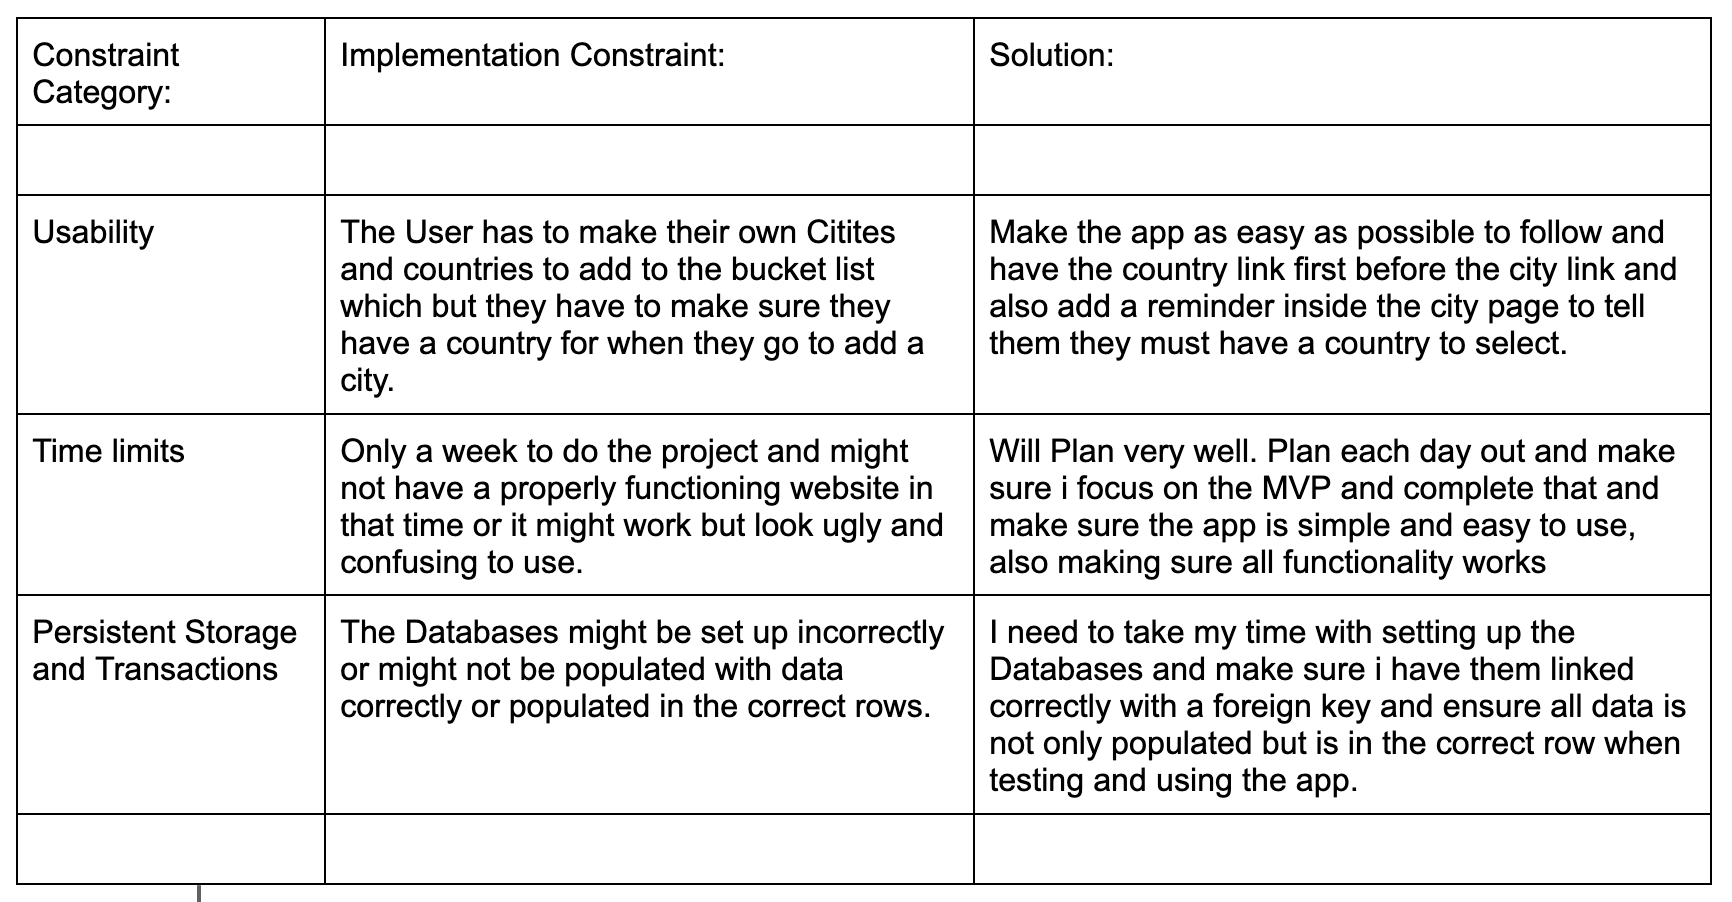 Constraint
Category:
Implementation Constraint:
Solution:
Usability
The User has to make their own Citites
and countries to add to the bucket list
which but they have to make sure they
have a country for when they go to add a
city.
Make the app as easy as possible to follow and
have the country link first before the city link and
also add a reminder inside the city page to tell
them they must have a country to select.
Time limits
Only a week to do the project and might
not have a properly functioning website in
that time or it might work but look ugly and
confusing to use.
Will Plan very well. Plan each day out and make
sure i focus on the MVP and complete that and
make sure the app is simple and easy to use,
also making sure all functionality works
Persistent Storage
and Transactions
The Databases might be set up incorrectly
or might not be populated with data
correctly or populated in the correct rows.
I need to take my time with setting up the
Databases and make sure i have them linked
correctly with a foreign key and ensure all data is
not only populated but is in the correct row when
testing and using the app.